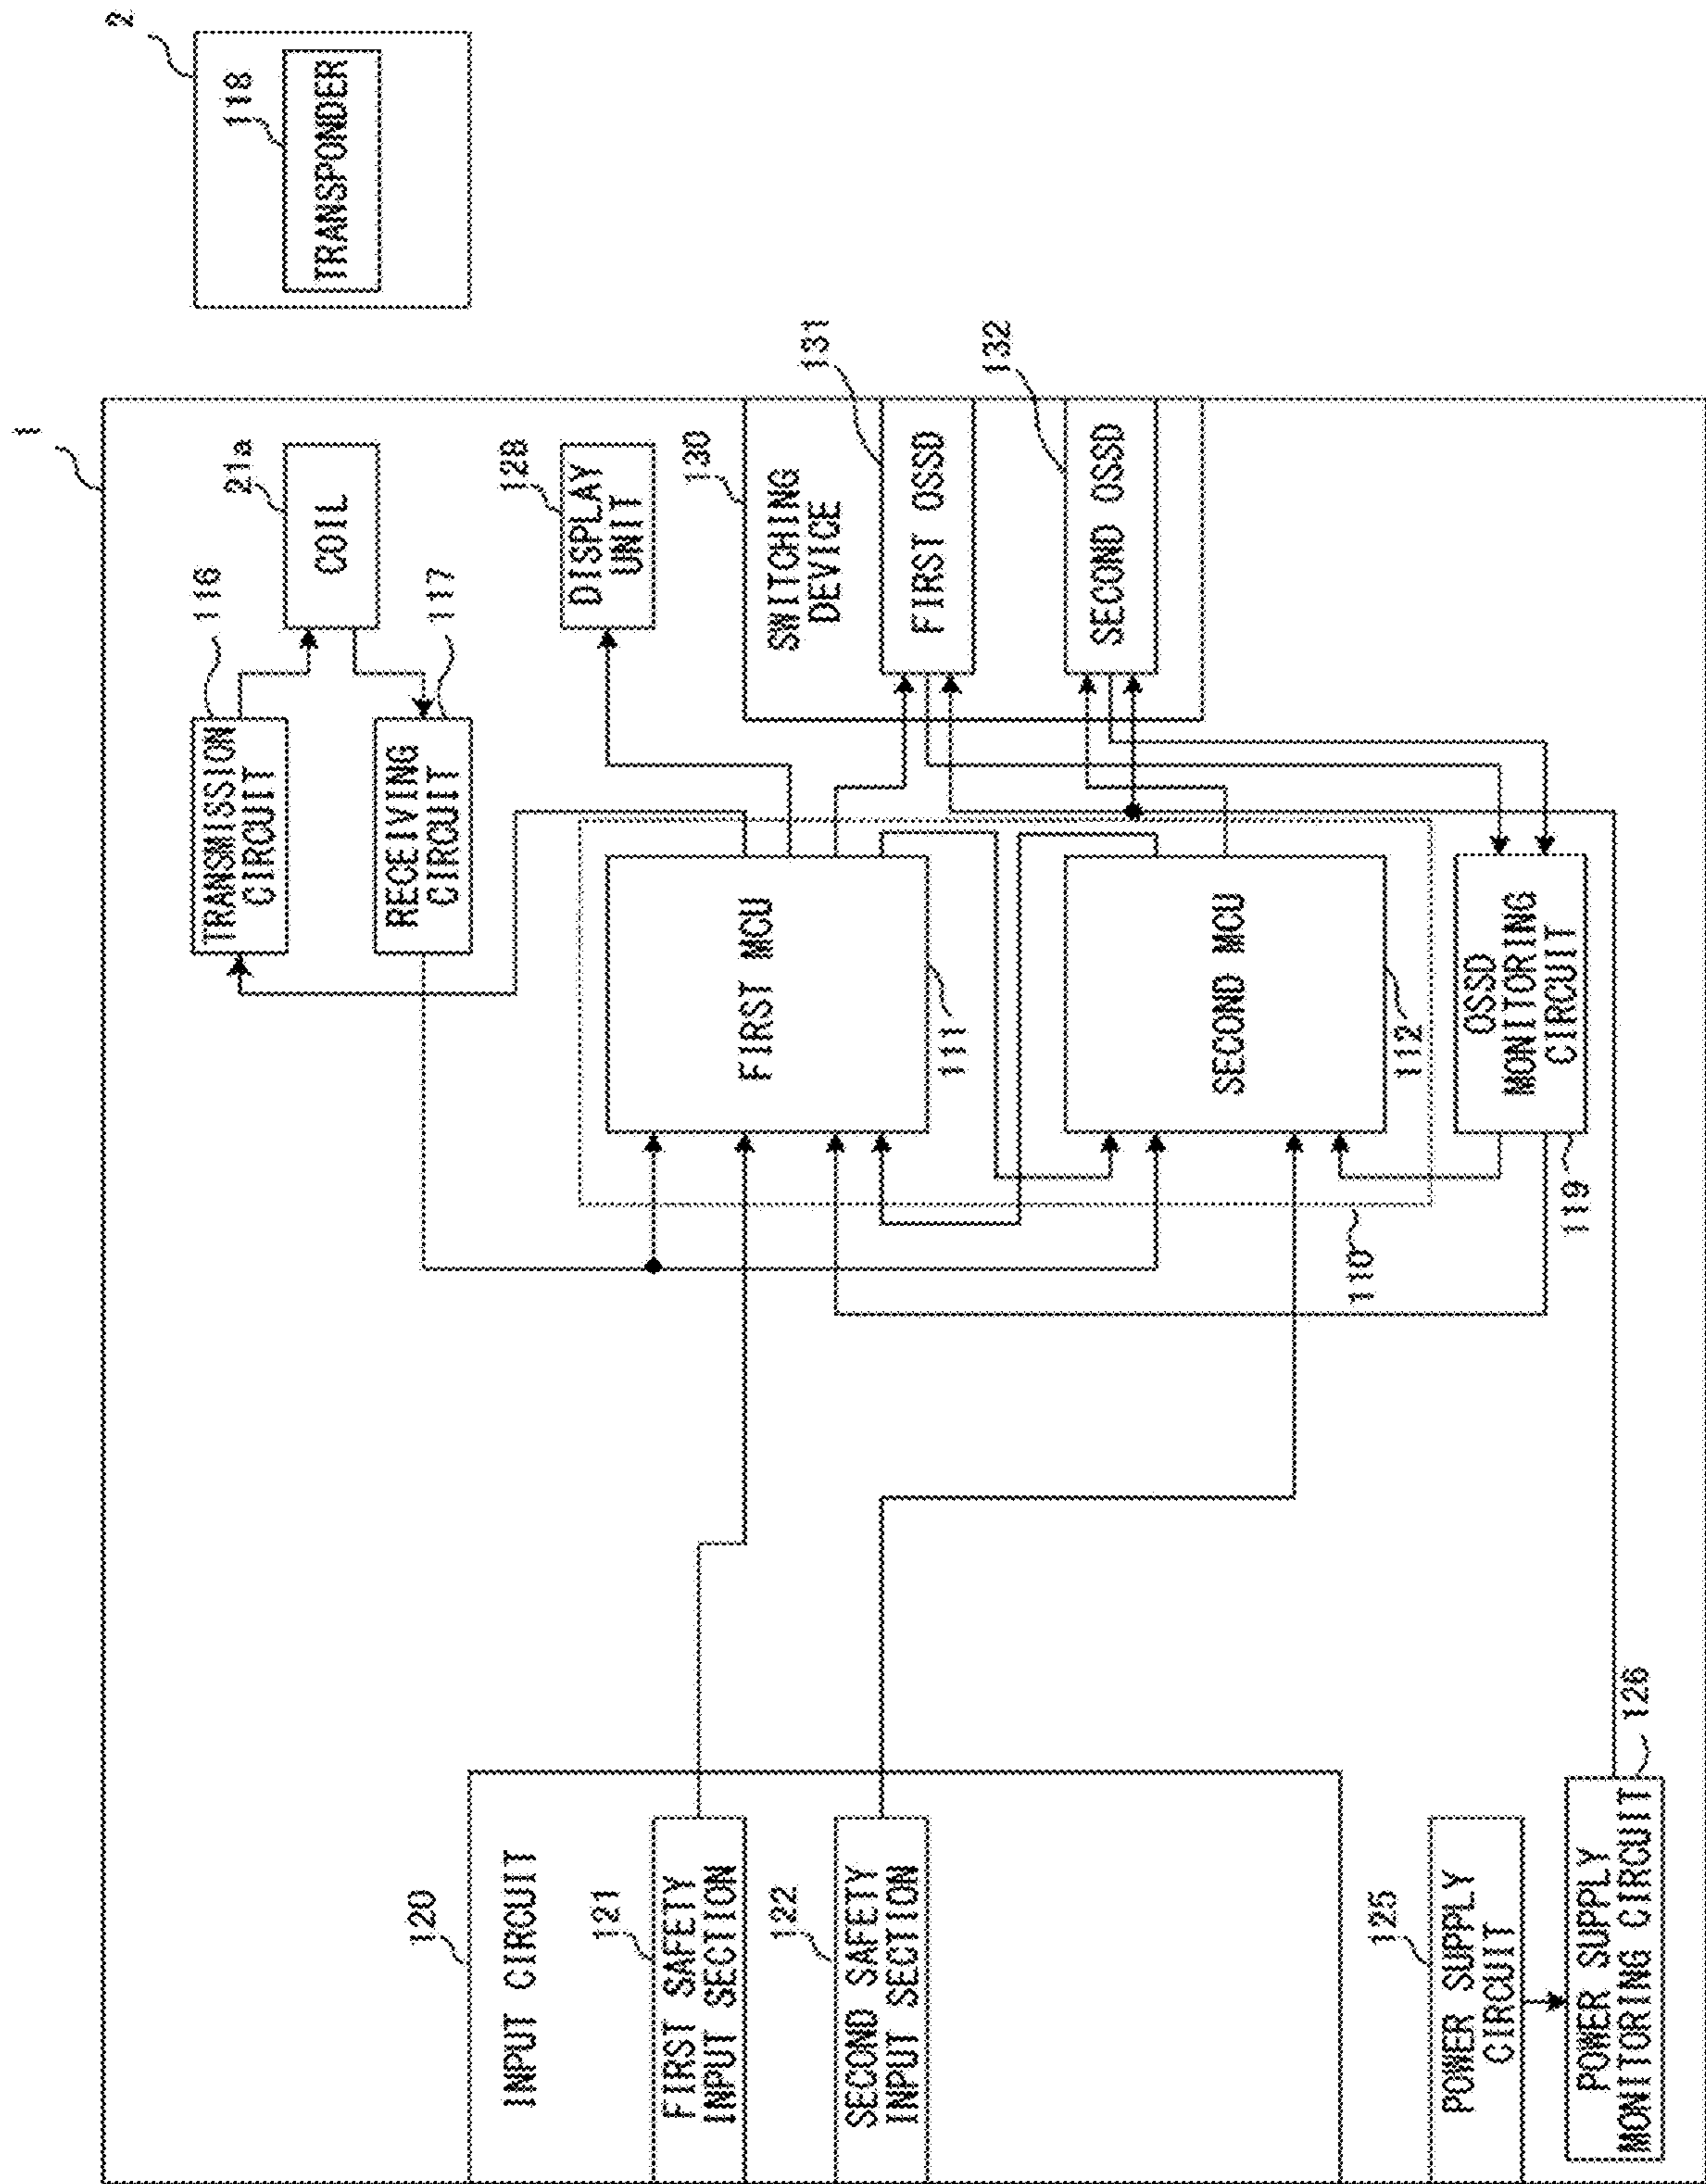 1
2
118
TRANSPONDER
116
TRANSMISSION
CIRCUIT
21a
COIL
RECEIVING
CIRCUIT
117
128
DISPLAY
UNIT
130
SWITCHING
DEVICE
131
FIRST OSSD
132
SECOND OSSD
FIRST MCU
111
SECOND MCU
112
110
OSSD
MONITORING
CIRCUIT
119
120
INPUT CIRCUIT
121
FIRST SAFETY
INPUT SECTION
122
SECOND SAFETY
INPUT SECTION
125
POWER SUPPLY
CIRCUIT
POWER SUPPLY
MONITORING CIRCUIT
126